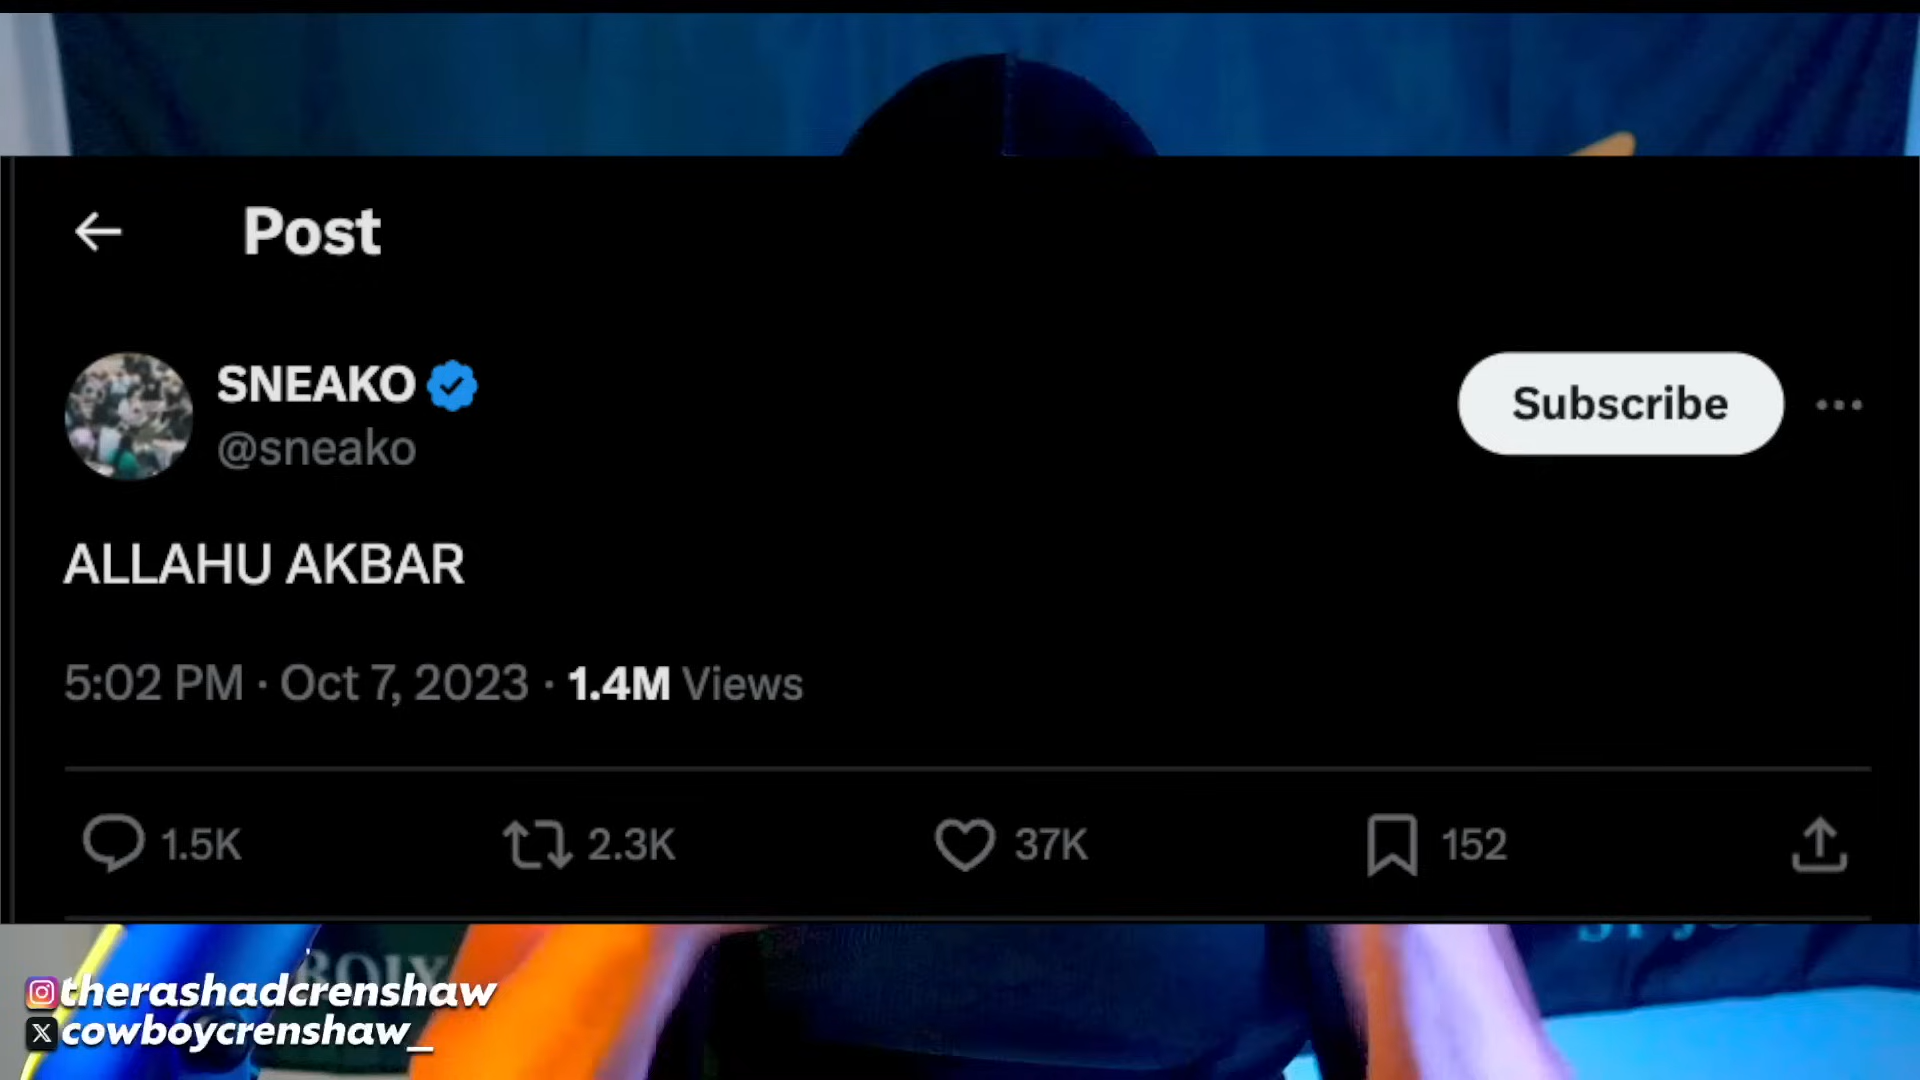 Post
SNEAKO
@sneako
Subscribe
ALLAHU AKBAR
5:02 PM · Oct 7, 2023 · 1.4M Views
1.5K 2.3K 37K 152
therashadcrenshaw
cowboycrenshaw_